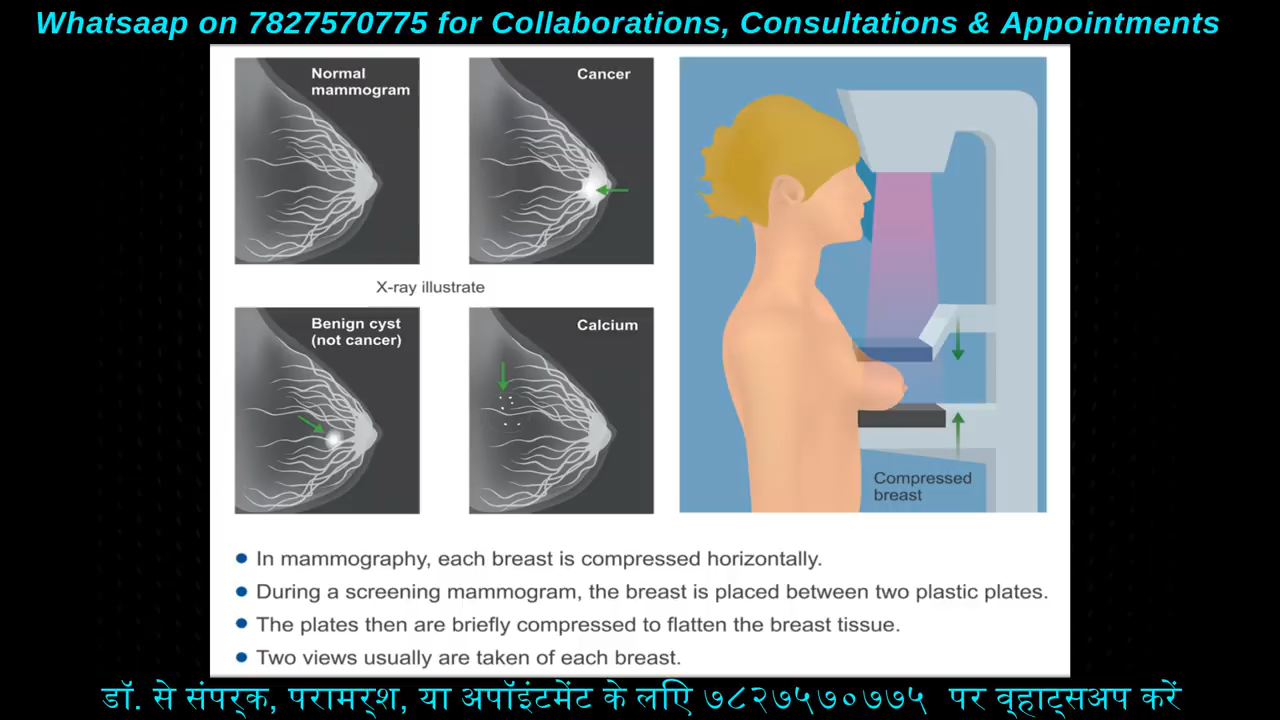 Whatsaap on 7827570775 for Collaborations, Consultations & Appointments
Normal
mammogram
Cancer
X-ray illustrate
Benign cyst
(not cancer)
Calcium
Compressed
breast
In mammography, each breast is compressed horizontally.
During a screening mammogram, the breast is placed between two plastic plates.
The plates then are briefly compressed to flatten the breast tissue.
Two views usually are taken of each breast.
डॉ. से संपर्क, परामर्श, या अपॉइंटमेंट के लिए ७८२७५७०७७५ पर व्हाट्सअप करें